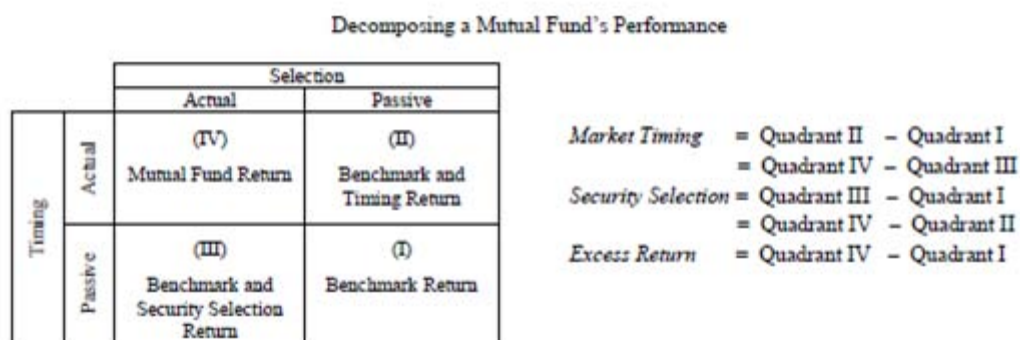 Decomposing a Mutual Fund's Performance
Selection
Actual Passive
Timing
Actual
(IV) (II)
Mutual Fund Return Benchmark and
Timing Return
Passive
(III) (I)
Benchmark and Benchmark Return
Security Selection
Return
Market Timing = Quadrant II – Quadrant I
= Quadrant IV – Quadrant III
Security Selection = Quadrant III – Quadrant I
= Quadrant IV – Quadrant II
Excess Return = Quadrant IV – Quadrant I